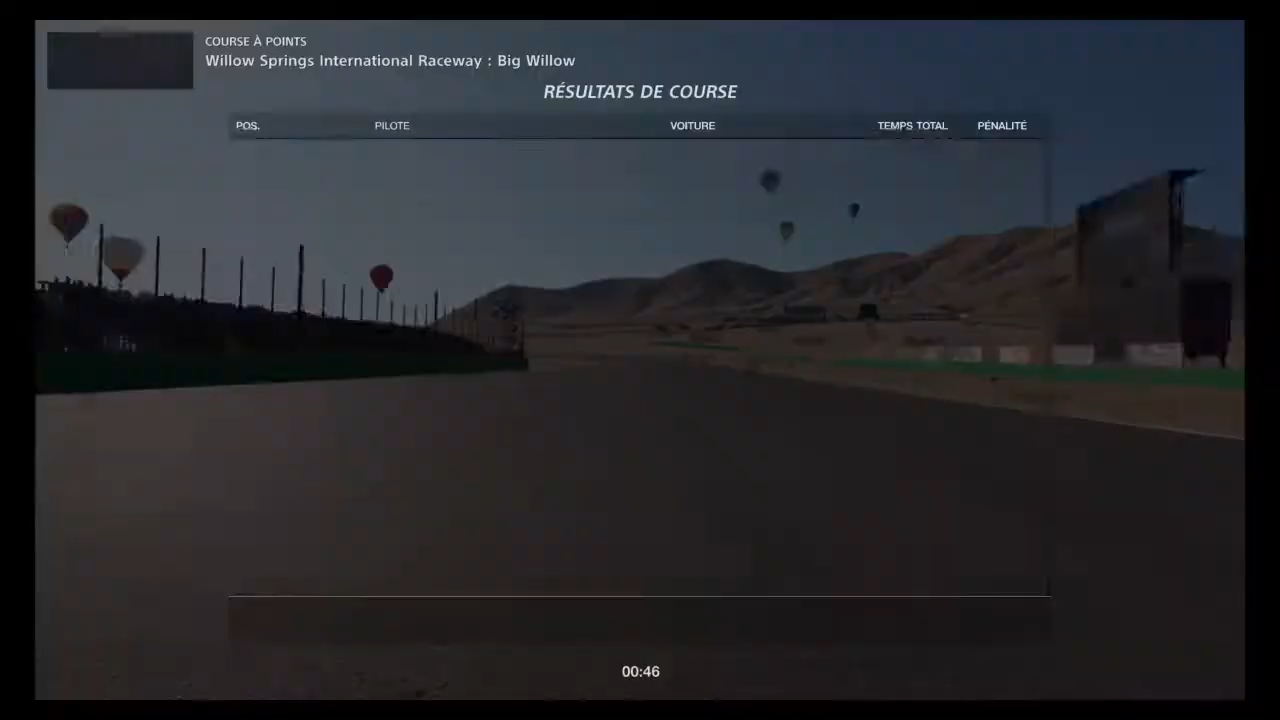 COURSE À POINTS
Willow Springs International Raceway : Big Willow
RÉSULTATS DE COURSE
POS. PILOTE VOITURE TEMPS TOTAL PÉNALITÉ
00:46